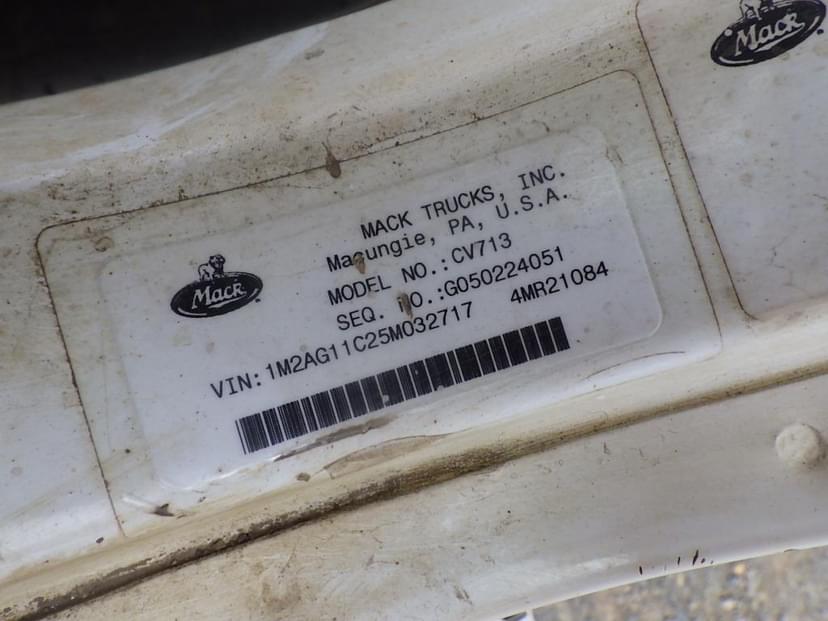 Mack
MACK TRUCKS, INC.
Macungie, PA, U.S.A.
MODEL NO.:CV713
SEQ. NO.:G050224051
VIN:1M2AG11C25M032717 4MR21084
Mack